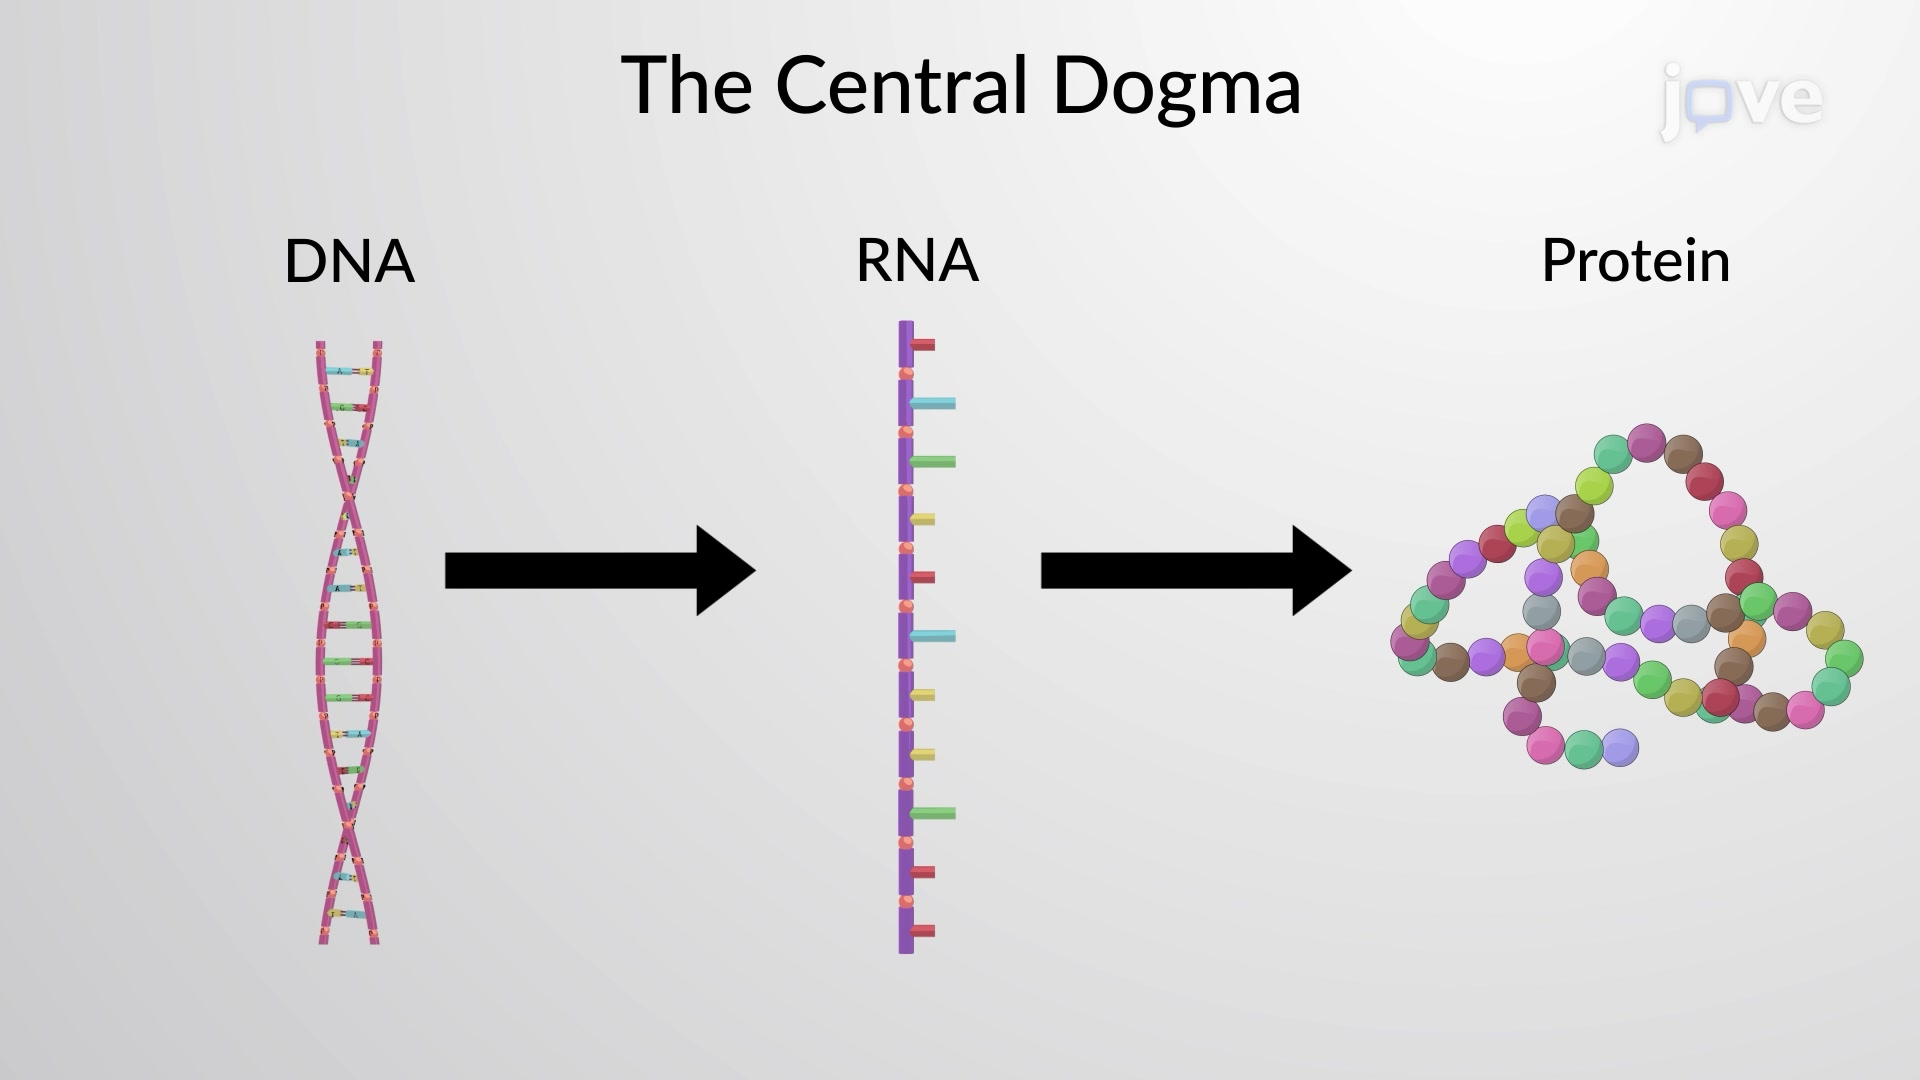 The Central Dogma
jove
DNA
RNA
Protein